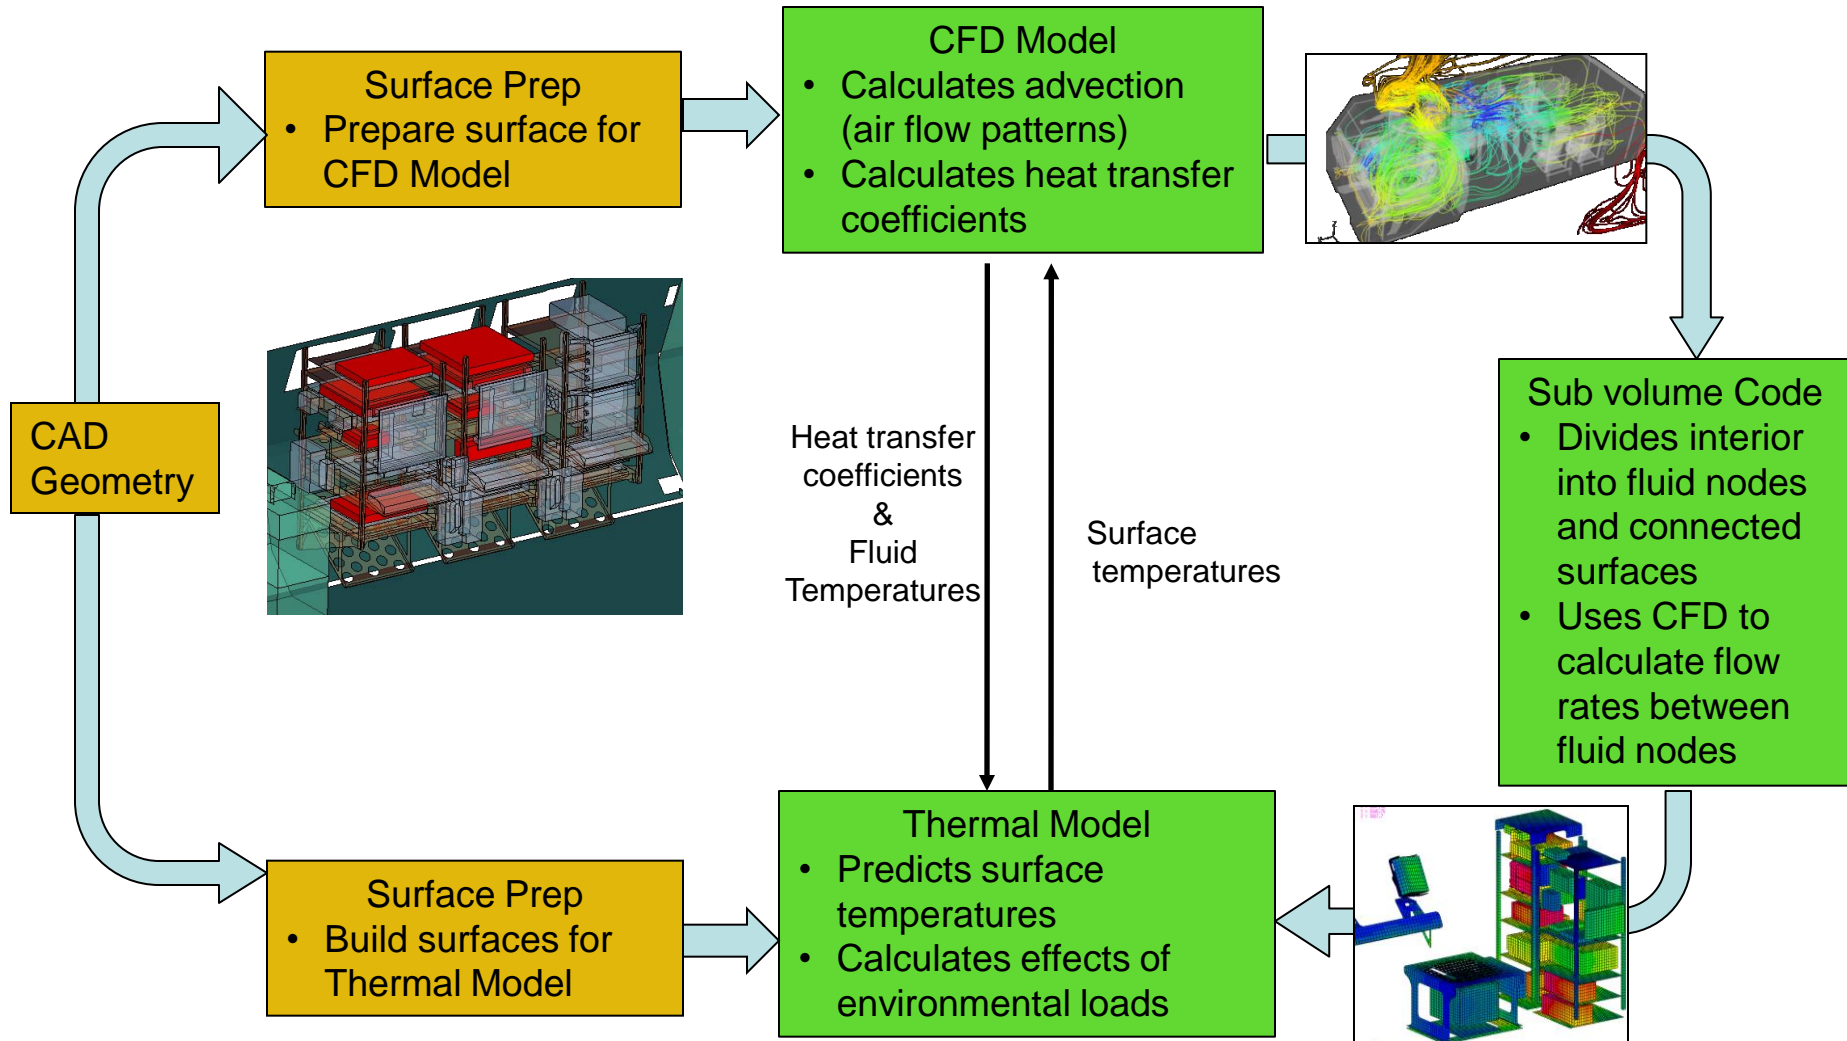 CFD Model
• Calculates advection
(air flow patterns)
• Calculates heat transfer
coefficients
Surface Prep
• Prepare surface for
CFD Model
CAD
Geometry
Heat transfer
coefficients
&
Fluid
Temperatures
Surface
temperatures
Sub volume Code
• Divides interior
into fluid nodes
and connected
surfaces
• Uses CFD to
calculate flow
rates between
fluid nodes
Surface Prep
• Build surfaces for
Thermal Model
Thermal Model
• Predicts surface
temperatures
• Calculates effects of
environmental loads